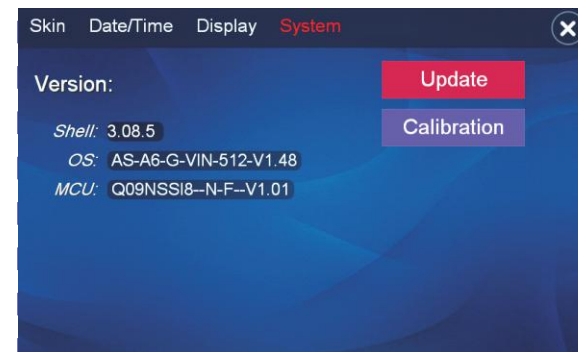 Skin Date/Time Display System
Version:
Update
Shell: 3.08.5
Calibration
OS: AS-A6-G-VIN-512-V1.48
MCU: Q09NSSI8--N-F--V1.01